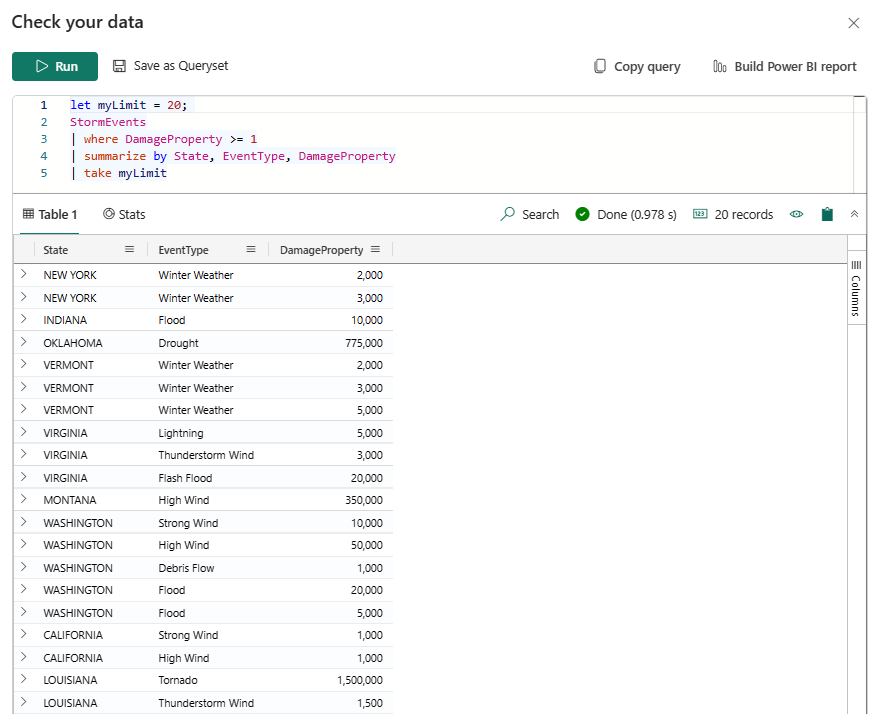 Check your data
Run Save as Queryset Copy query Build Power BI report
1 let myLimit = 20;
2 StormEvents
3 | where DamageProperty >= 1
4 | summarize by State, EventType, DamageProperty
5 | take myLimit
Table 1 Stats Search Done (0.978 s) 123 20 records
State EventType DamageProperty
NEW YORK Winter Weather 2,000
NEW YORK Winter Weather 3,000
INDIANA Flood 10,000
OKLAHOMA Drought 775,000
VERMONT Winter Weather 2,000
VERMONT Winter Weather 3,000
VERMONT Winter Weather 5,000
VIRGINIA Lightning 5,000
VIRGINIA Thunderstorm Wind 3,000
VIRGINIA Flash Flood 20,000
MONTANA High Wind 350,000
WASHINGTON Strong Wind 10,000
WASHINGTON High Wind 50,000
WASHINGTON Debris Flow 1,000
WASHINGTON Flood 20,000
WASHINGTON Flood 5,000
CALIFORNIA Strong Wind 1,000
CALIFORNIA High Wind 1,000
LOUISIANA Tornado 1,500,000
LOUISIANA Thunderstorm Wind 1,500
Columns